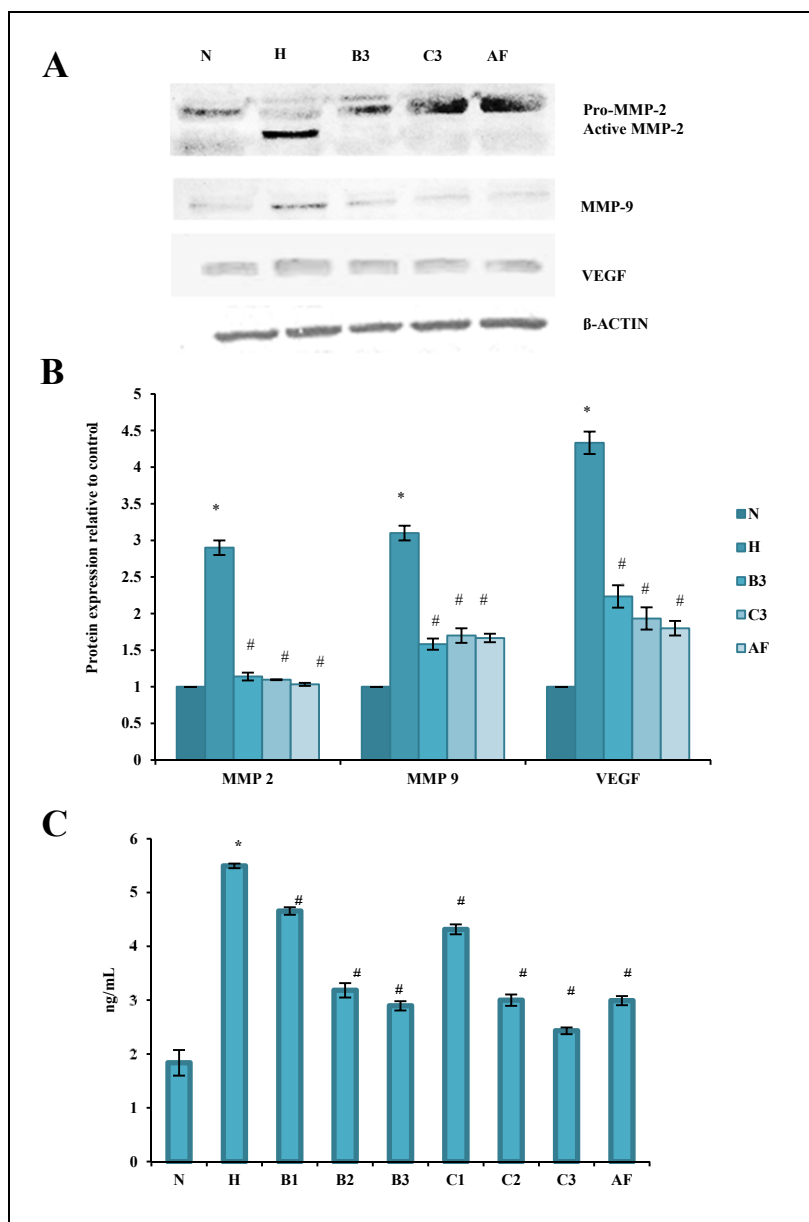 A
N H B3 C3 AF
Pro-MMP-2
Active MMP-2
MMP-9
VEGF
β-ACTIN
B
Protein expression relative to control
5
4.5
4
3.5
3
2.5
2
1.5
1
0.5
0
* # # #
* # # #
* # # #
MMP 2 MMP 9 VEGF
N
H
B3
C3
AF
C
ng/mL
6
5
4
3
2
1
0
* # # # # # # #
N H B1 B2 B3 C1 C2 C3 AF